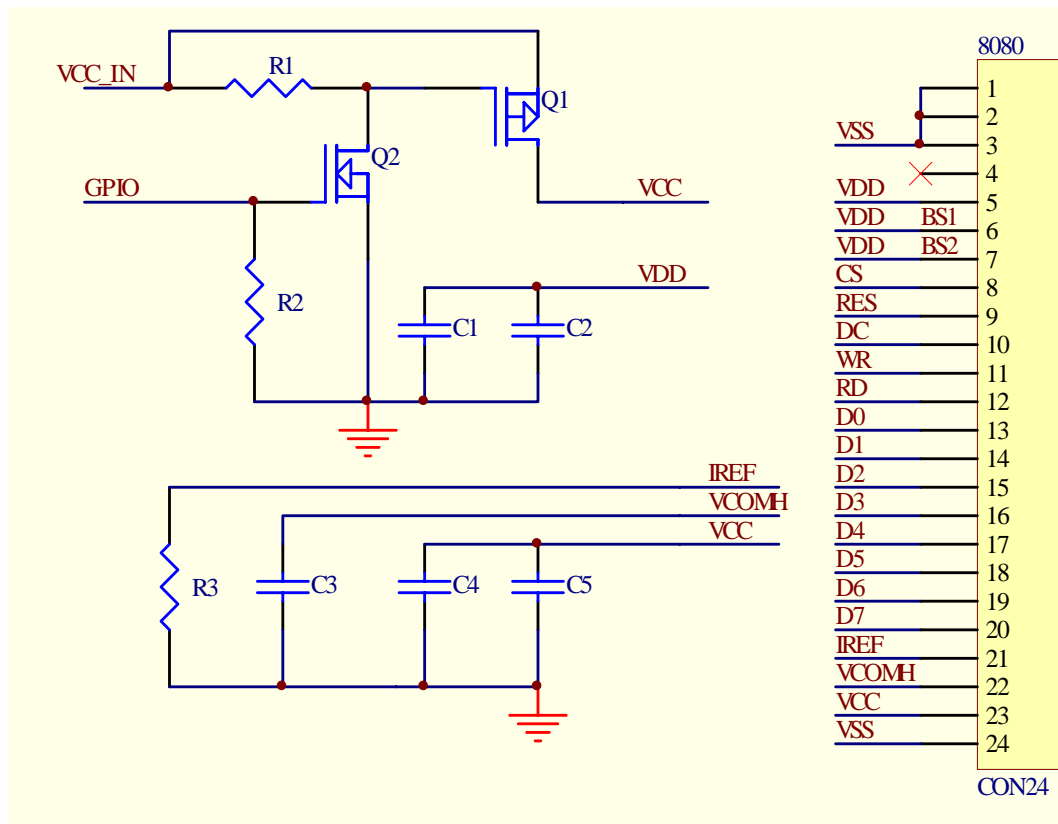 8080
R1
VCC_IN
Q1
1
2
VSS
3
Q2
4
GPIO
VCC
VDD
5
VDD
BS1
6
VDD
BS2
7
VDD
CS
8
R2
C1
C2
RES
9
DC
10
WR
11
RD
12
D0
13
D1
14
IREF
D2
15
VCOMH
D3
16
VCC
D4
17
R3
C3
C4
C5
D5
18
D6
19
D7
20
IREF
21
VCOMH
22
VCC
23
VSS
24
CON24